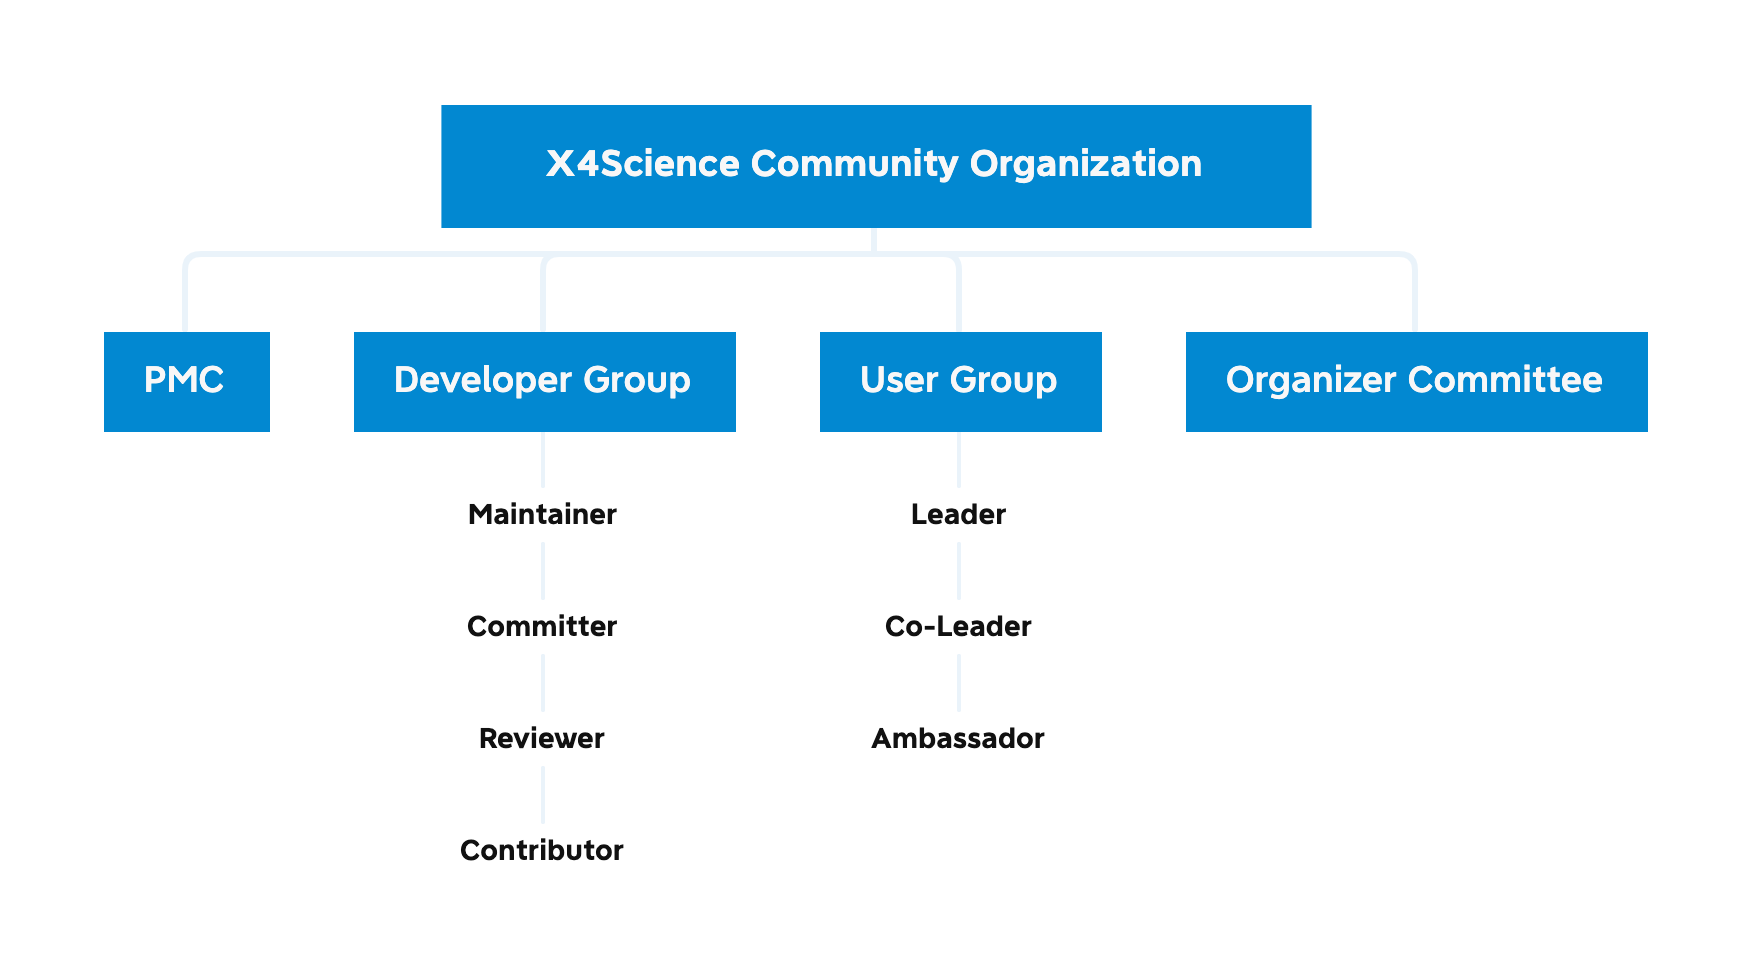 X4Science Community Organization
PMC
Developer Group
User Group
Organizer Committee
Maintainer
Leader
Committer
Co-Leader
Reviewer
Ambassador
Contributor